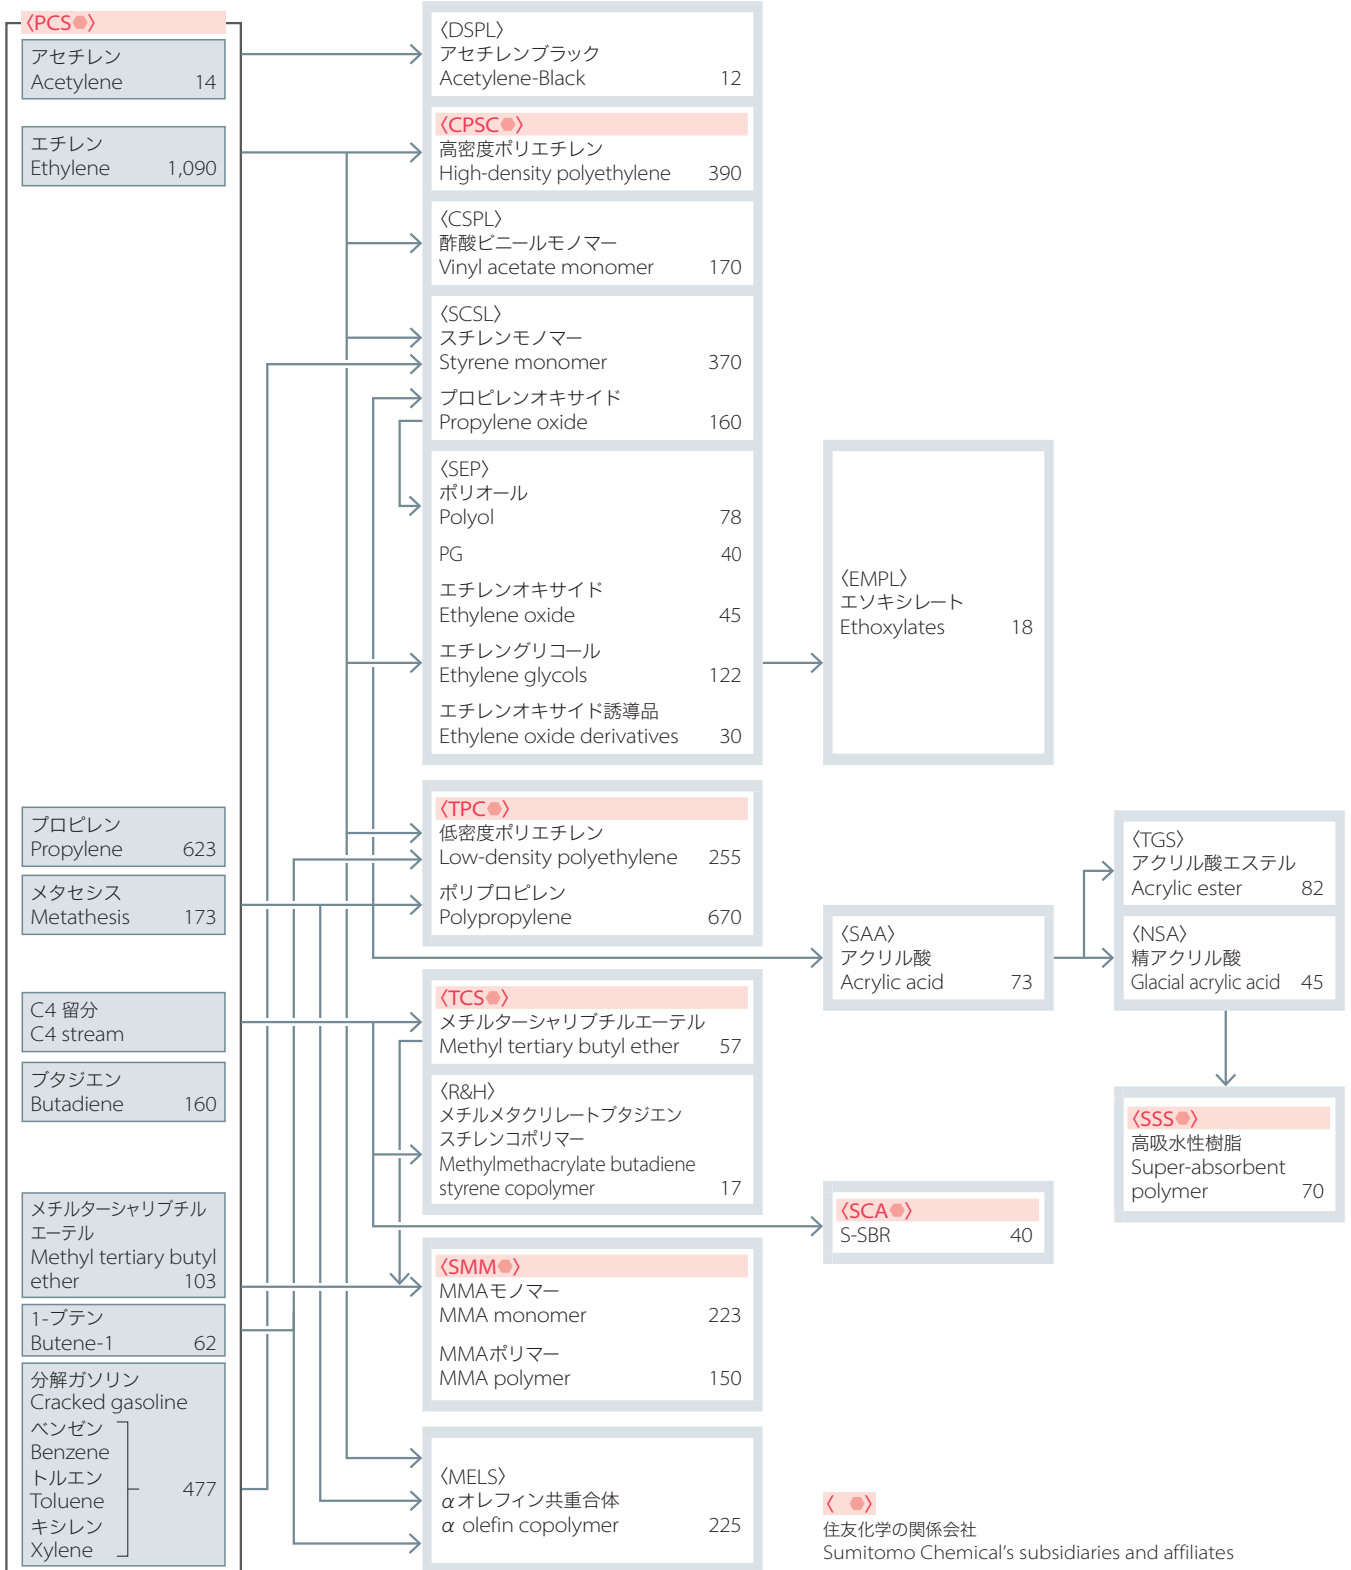 〈PCS⬣〉
アセチレン
Acetylene 14
エチレン
Ethylene 1,090
プロピレン
Propylene 623
メタセシス
Metathesis 173
C4 留分
C4 stream
ブタジエン
Butadiene 160
メチルターシャリブチル
エーテル
Methyl tertiary butyl
ether 103
1-ブテン
Butene-1 62
分解ガソリン
Cracked gasoline
ベンゼン
Benzene
トルエン
Toluene 477
キシレン
Xylene
〈DSPL〉
アセチレンブラック
Acetylene-Black 12
〈CPSC⬣〉
高密度ポリエチレン
High-density polyethylene 390
〈CSPL〉
酢酸ビニールモノマー
Vinyl acetate monomer 170
〈SCSL〉
スチレンモノマー
Styrene monomer 370
プロピレンオキサイド
Propylene oxide 160
〈SEP〉
ポリオール
Polyol 78
PG 40
エチレンオキサイド
Ethylene oxide 45
エチレングリコール
Ethylene glycols 122
エチレンオキサイド誘導品
Ethylene oxide derivatives 30
〈TPC⬣〉
低密度ポリエチレン
Low-density polyethylene 255
ポリプロピレン
Polypropylene 670
〈TCS⬣〉
メチルターシャリブチルエーテル
Methyl tertiary butyl ether 57
〈R&H〉
メチルメタクリレートブタジエン
スチレンコポリマー
Methylmethacrylate butadiene
styrene copolymer 17
〈SMM⬣〉
MMAモノマー
MMA monomer 223
MMAポリマー
MMA polymer 150
〈MELS〉
αオレフィン共重合体
α olefin copolymer 225
〈EMPL〉
エソキシレート
Ethoxylates 18
〈SAA〉
アクリル酸
Acrylic acid 73
〈SCA⬣〉
S-SBR 40
〈TGS〉
アクリル酸エステル
Acrylic ester 82
〈NSA〉
精アクリル酸
Glacial acrylic acid 45
〈SSS⬣〉
高吸水性樹脂
Super-absorbent
polymer 70
〈 ⬣〉
住友化学の関係会社
Sumitomo Chemical's subsidiaries and affiliates